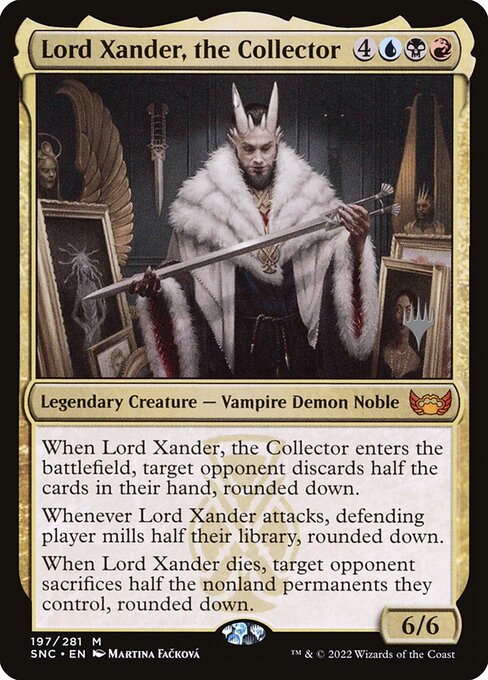 Lord Xander, the Collector 4
Legendary Creature — Vampire Demon Noble
When Lord Xander, the Collector enters the
battlefield, target opponent discards half the
cards in their hand, rounded down.
Whenever Lord Xander attacks, defending
player mills half their library, rounded down.
When Lord Xander dies, target opponent
sacrifices half the nonland permanents they
control, rounded down.
6/6
197/281 M
SNC • EN Martina Fačková
™ & © 2022 Wizards of the Coast